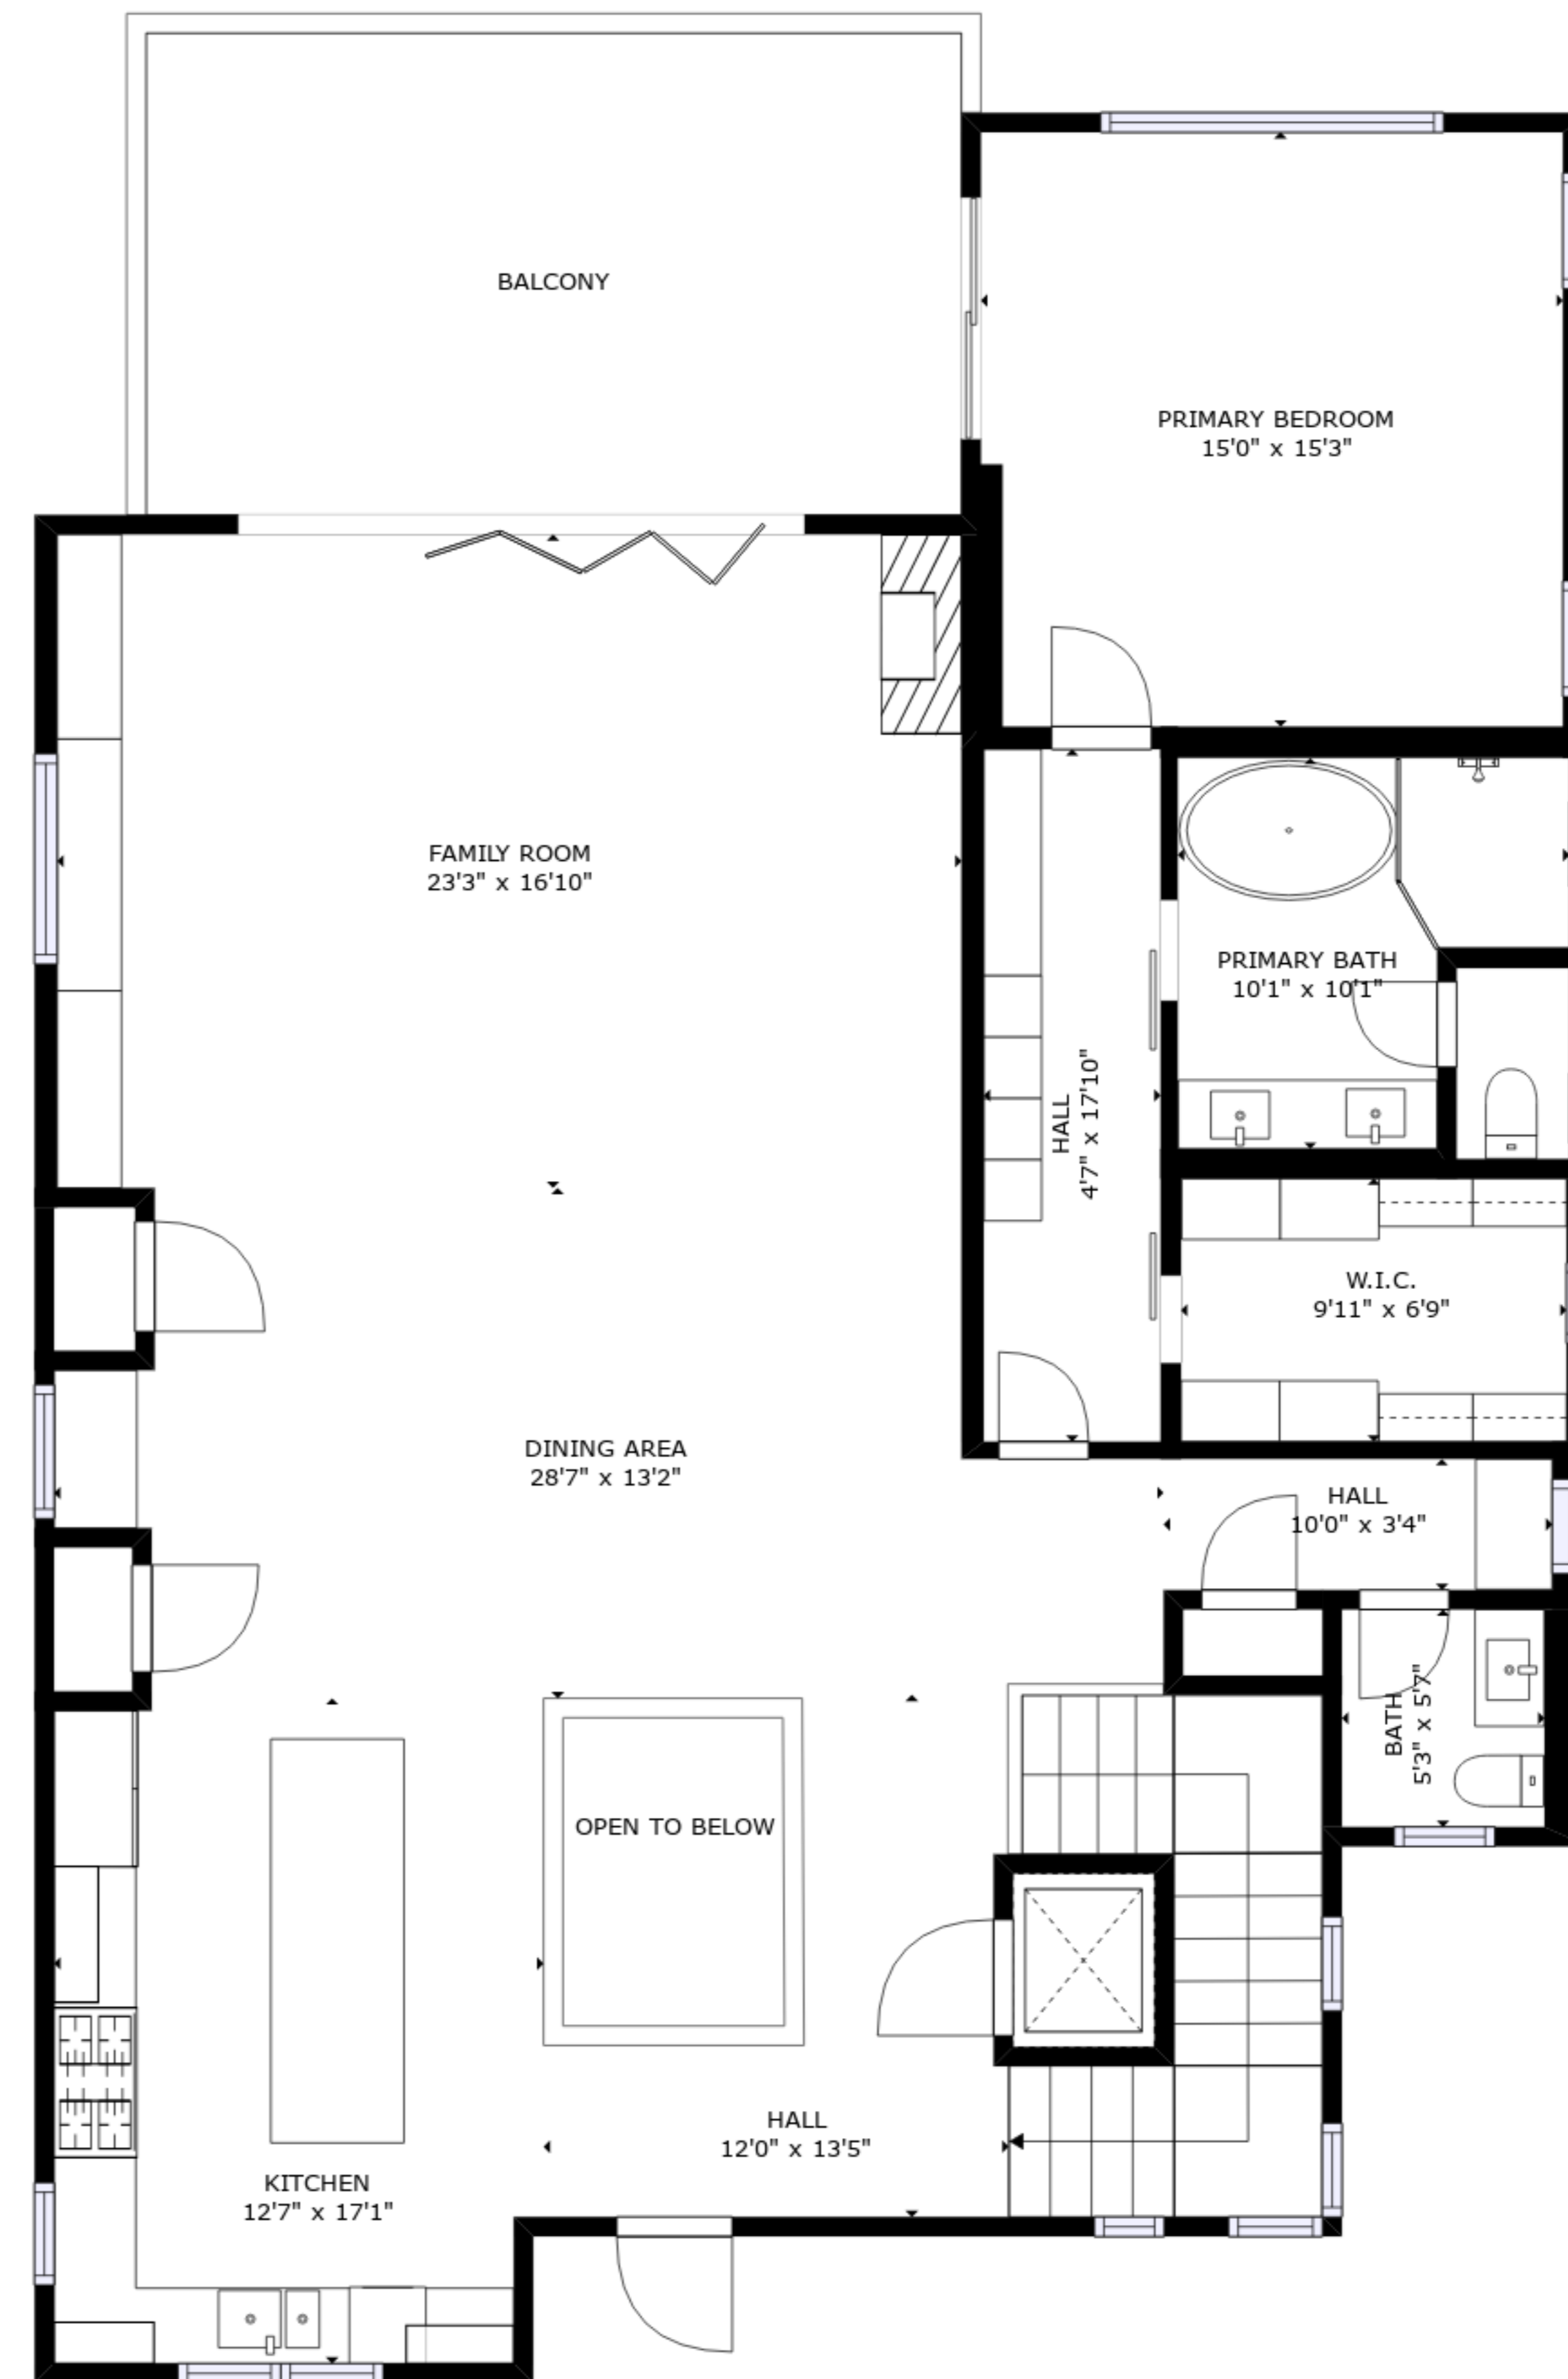 BALCONY
PRIMARY BEDROOM
15'0" x 15'3"
FAMILY ROOM
23'3" x 16'10"
PRIMARY BATH
10'1" x 10'1"
HALL
4'7" x 17'10"
W.I.C.
9'11" x 6'9"
DINING AREA
28'7" x 13'2"
HALL
10'0" x 3'4"
BATH
5'3" x 5'7"
OPEN TO BELOW
HALL
12'0" x 13'5"
KITCHEN
12'7" x 17'1"